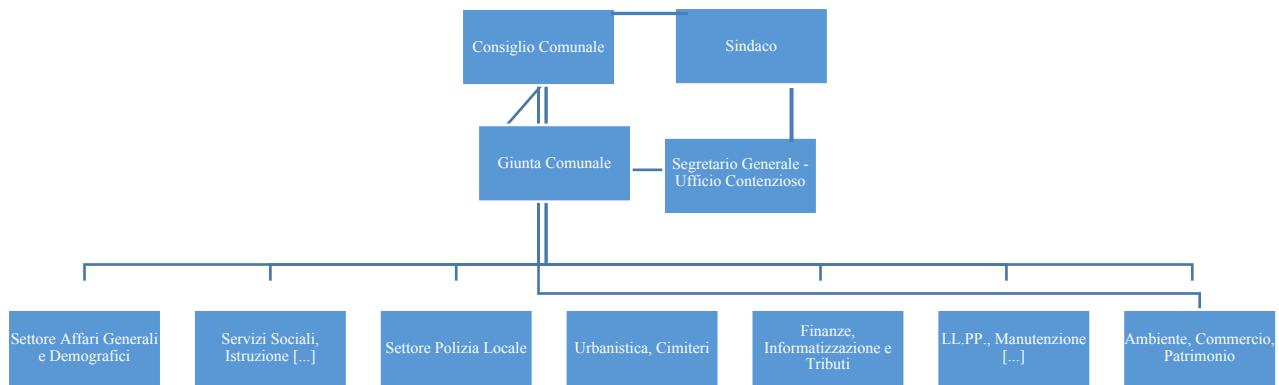 Consiglio Comunale
Sindaco
Giunta Comunale
Segretario Generale -
Ufficio Contenzioso
Settore Affari Generali
e Demografici
Servizi Sociali,
Istruzione [...]
Settore Polizia Locale
Urbanistica, Cimiteri
Finanze,
Informatizzazione e
Tributi
LL.PP., Manutenzione
[...]
Ambiente, Commercio,
Patrimonio